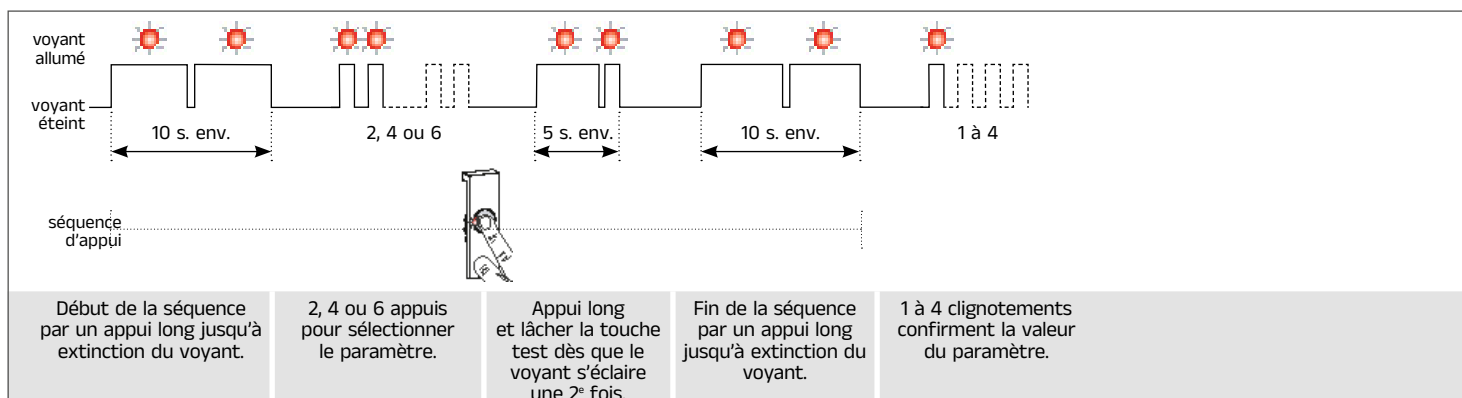 voyant
allumé
voyant
éteint
10 s. env.
2, 4 ou 6
5 s. env.
10 s. env.
1 à 4
séquence
d'appui
Début de la séquence
par un appui long jusqu'à
extinction du voyant.
2, 4 ou 6 appuis
pour sélectionner
le paramètre.
Appui long
et lâcher la touche
test dès que le
voyant s'éclaire
une 2e fois.
Fin de la séquence
par un appui long
jusqu'à extinction du
voyant.
1 à 4 clignotements
confirment la valeur
du paramètre.